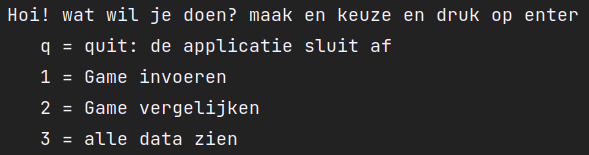 Hoi! wat wil je doen? maak en keuze en druk op enter
q = quit: de applicatie sluit af
1 = Game invoeren
2 = Game vergelijken
3 = alle data zien